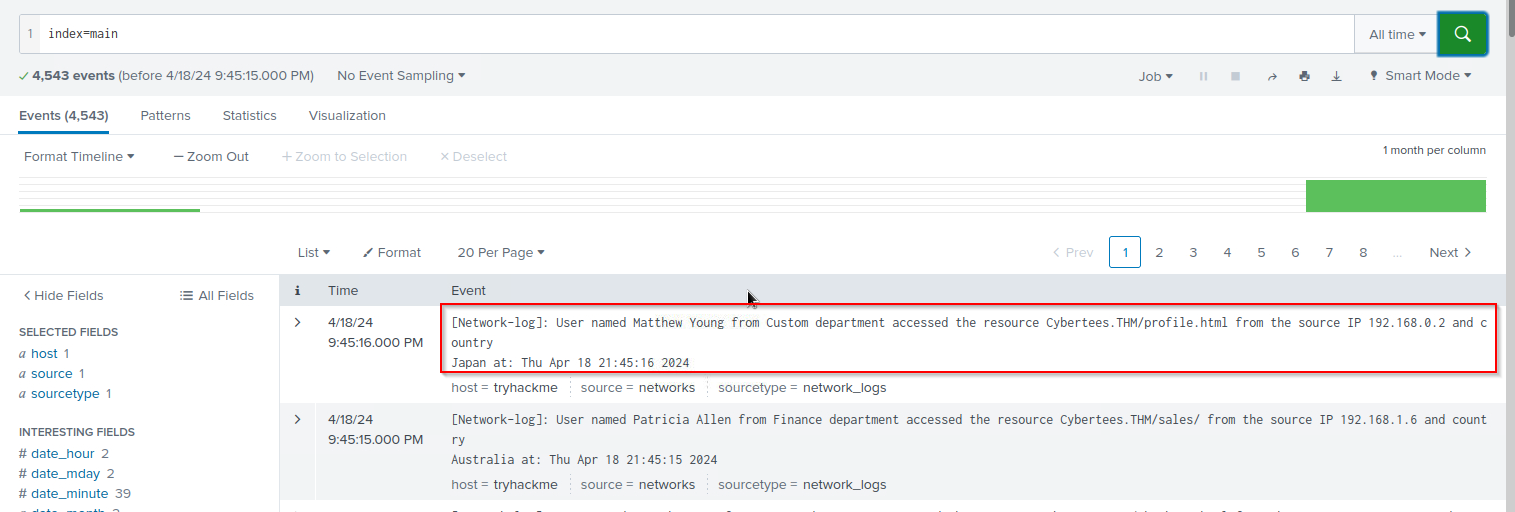 1 index=main All time
4,543 events (before 4/18/24 9:45:15.000 PM) No Event Sampling Job Smart Mode
Events (4,543) Patterns Statistics Visualization
Format Timeline — Zoom Out + Zoom to Selection × Deselect 1 month per column
List Format 20 Per Page < Prev 1 2 3 4 5 6 7 8 ... Next >
< Hide Fields All Fields
i Time Event
SELECTED FIELDS
a host 1
a source 1
a sourcetype 1
INTERESTING FIELDS
# date_hour 2
# date_mday 2
# date_minute 39
> 4/18/24
9:45:16.000 PM
[Network-log]: User named Matthew Young from Custom department accessed the resource Cybertees.THM/profile.html from the source IP 192.168.0.2 and c
ountry
Japan at: Thu Apr 18 21:45:16 2024
host = tryhackme source = networks sourcetype = network_logs
> 4/18/24
9:45:15.000 PM
[Network-log]: User named Patricia Allen from Finance department accessed the resource Cybertees.THM/sales/ from the source IP 192.168.1.6 and count
ry
Australia at: Thu Apr 18 21:45:15 2024
host = tryhackme source = networks sourcetype = network_logs